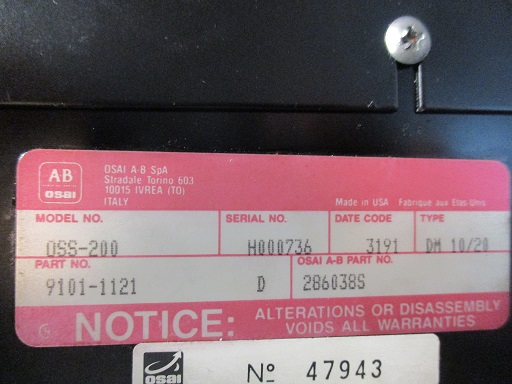 AB
OSAI
OSAI A-B SpA
Stradale Torino 603
10015 IVREA (TO)
ITALY
Made in USA Fabrique aux Etas-Unis
MODEL NO. SERIAL NO. DATE CODE TYPE
OSS-200 H000736 3191 DM 10/20
PART NO. OSAI A-B PART NO.
9101-1121 D 286038S
NOTICE: ALTERATIONS OR DISASSEMBLY
VOIDS ALL WARRANTIES
osai
Nº 47943